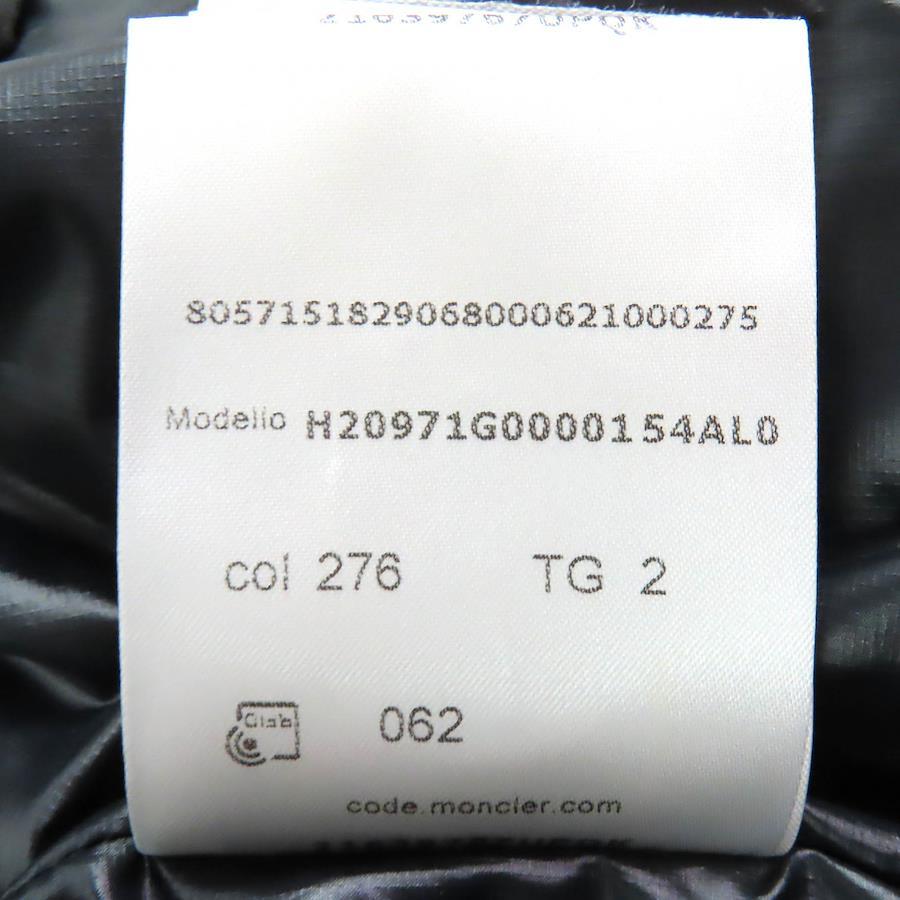 8057151829068000621000275
Modello H20971G0000154AL0
col 276 TG 2
062
code.moncler.com